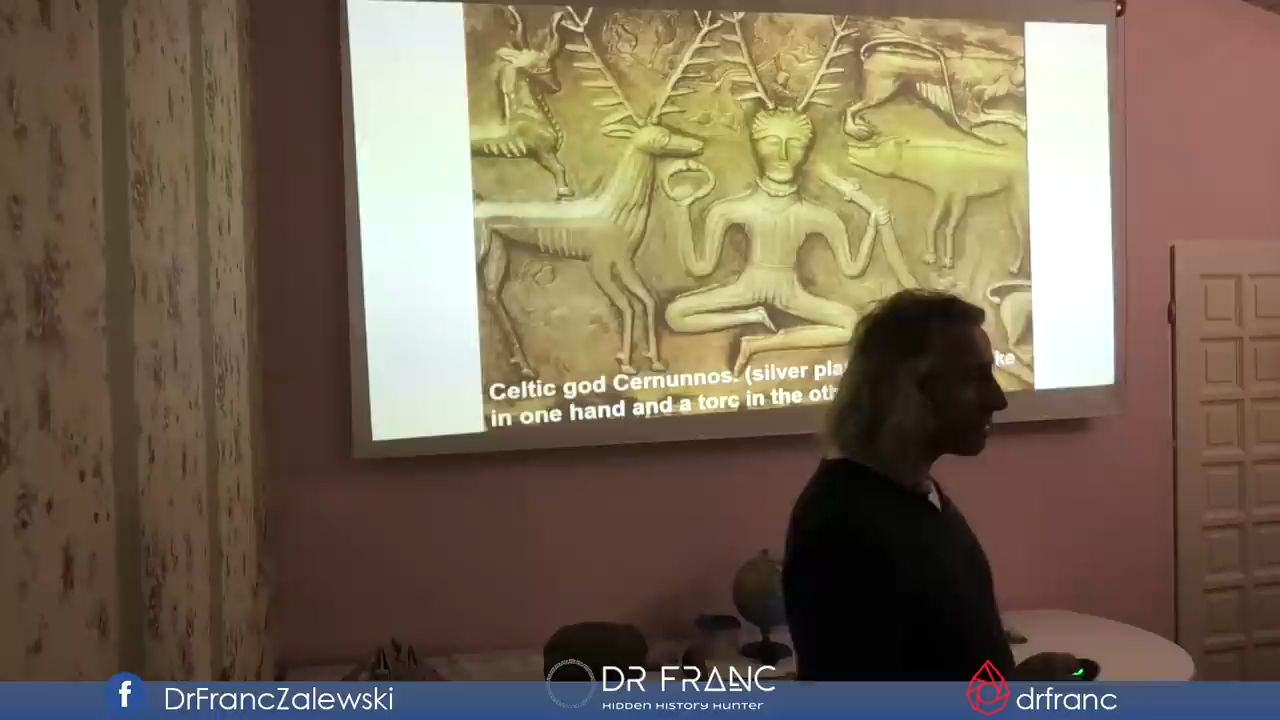 Celtic god Cernunnos. (silver pla
ke
in one hand and a torc in the oth
DrFrancZalewski
DR FRANC
HIDDEN HISTORY HUNTER
drfranc